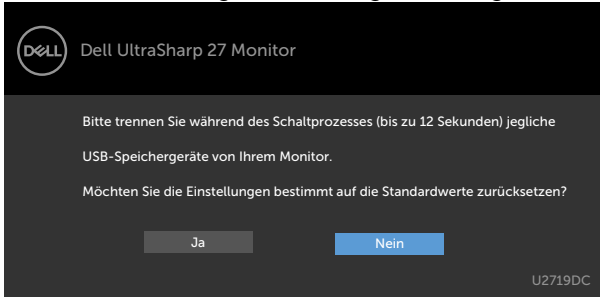 DELL
Dell UltraSharp 27 Monitor
Bitte trennen Sie während des Schaltprozesses (bis zu 12 Sekunden) jegliche
USB-Speichergeräte von Ihrem Monitor.
Möchten Sie die Einstellungen bestimmt auf die Standardwerte zurücksetzen?
Ja Nein
U2719DC